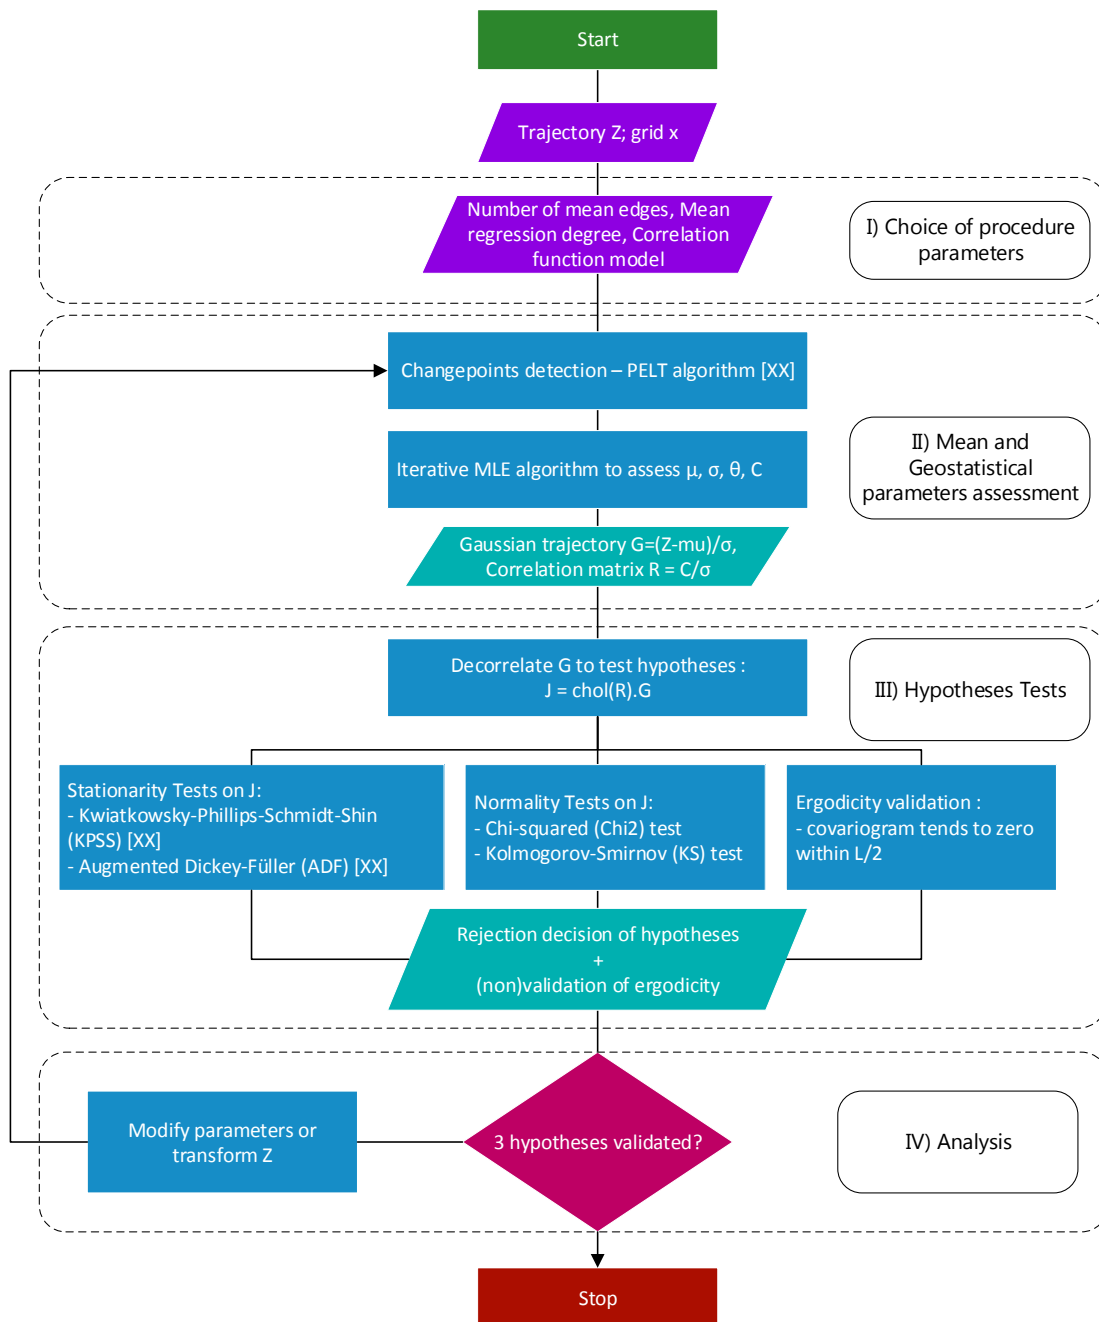 Start
Trajectory Z; grid x
Number of mean edges, Mean
regression degree, Correlation
function model
I) Choice of procedure
parameters
Changepoints detection – PELT algorithm [XX]
Iterative MLE algorithm to assess μ, σ, θ, C
II) Mean and
Geostatistical
parameters assessment
Gaussian trajectory G=(Z-mu)/σ,
Correlation matrix R = C/σ
Decorrelate G to test hypotheses :
J = chol(R).G
III) Hypotheses Tests
Stationarity Tests on J:
- Kwiatkowsky-Phillips-Schmidt-Shin
(KPSS) [XX]
- Augmented Dickey-Füller (ADF) [XX]
Normality Tests on J:
- Chi-squared (Chi2) test
- Kolmogorov-Smirnov (KS) test
Ergodicity validation :
- covariogram tends to zero
within L/2
Rejection decision of hypotheses
+
(non)validation of ergodicity
Modify parameters or
transform Z
3 hypotheses validated?
IV) Analysis
Stop